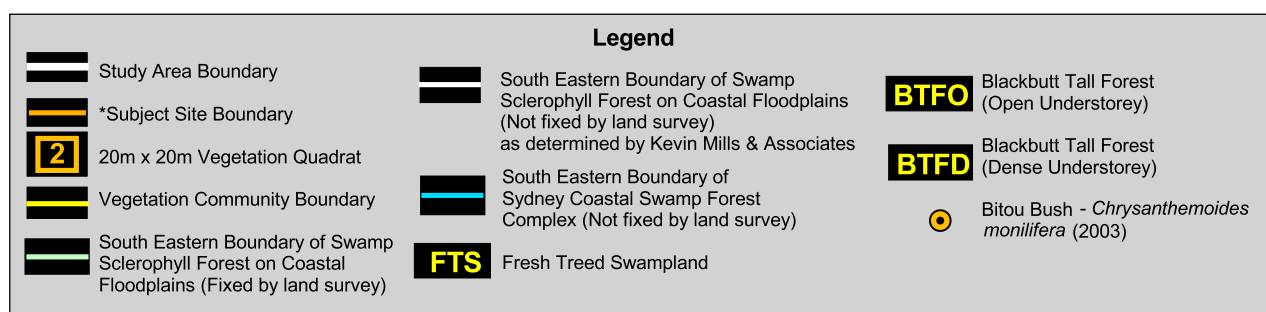 Legend
Study Area Boundary
*Subject Site Boundary
2
20m x 20m Vegetation Quadrat
Vegetation Community Boundary
South Eastern Boundary of Swamp
Sclerophyll Forest on Coastal
Floodplains (Fixed by land survey)
South Eastern Boundary of Swamp
Sclerophyll Forest on Coastal Floodplains
(Not fixed by land survey)
as determined by Kevin Mills & Associates
South Eastern Boundary of
Sydney Coastal Swamp Forest
Complex (Not fixed by land survey)
FTS
Fresh Treed Swampland
BTFO
Blackbutt Tall Forest
(Open Understorey)
BTFD
Blackbutt Tall Forest
(Dense Understorey)
Bitou Bush - Chrysanthemoides
monilifera (2003)